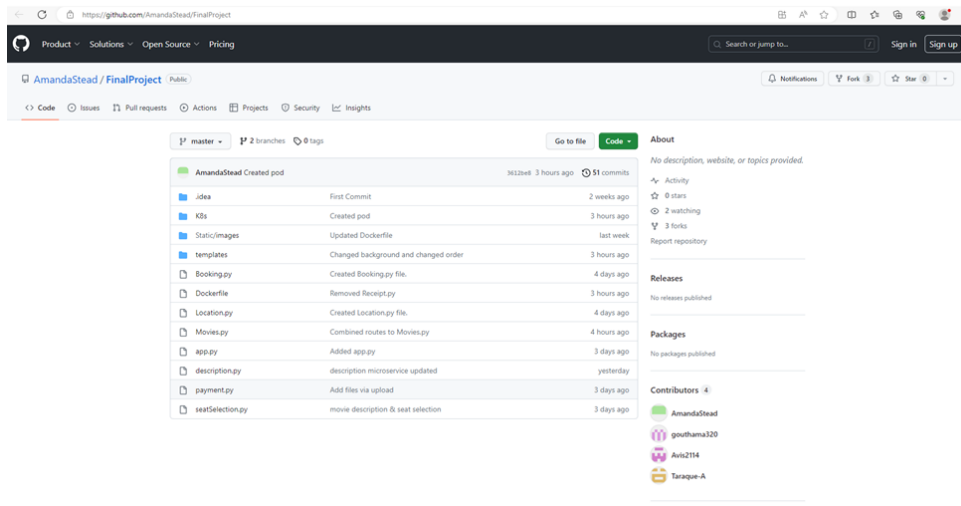 https://github.com/AmandaStead/FinalProject
Product Solutions Open Source Pricing
Search or jump to... /
Sign in Sign up
AmandaStead / FinalProject Public
Notifications Fork 3 Star 0
Code Issues Pull requests Actions Projects Security Insights
master 2 branches 0 tags
Go to file Code
AmandaStead Created pod 3612be8 3 hours ago 51 commits
.idea First Commit 2 weeks ago
K8s Created pod 3 hours ago
Static/images Updated Dockerfile last week
templates Changed background and changed order 3 hours ago
Booking.py Created Booking.py file. 4 days ago
Dockerfile Removed Receipt.py 3 hours ago
Location.py Created Location.py file. 4 days ago
Movies.py Combined routes to Movies.py 4 hours ago
app.py Added app.py 3 days ago
description.py description microservice updated yesterday
payment.py Add files via upload 3 days ago
seatSelection.py movie description & seat selection 3 days ago
About
No description, website, or topics provided.
Activity
0 stars
2 watching
3 forks
Report repository
Releases
No releases published
Packages
No packages published
Contributors 4
AmandaStead
gouthama320
Avis2114
Taraque-A